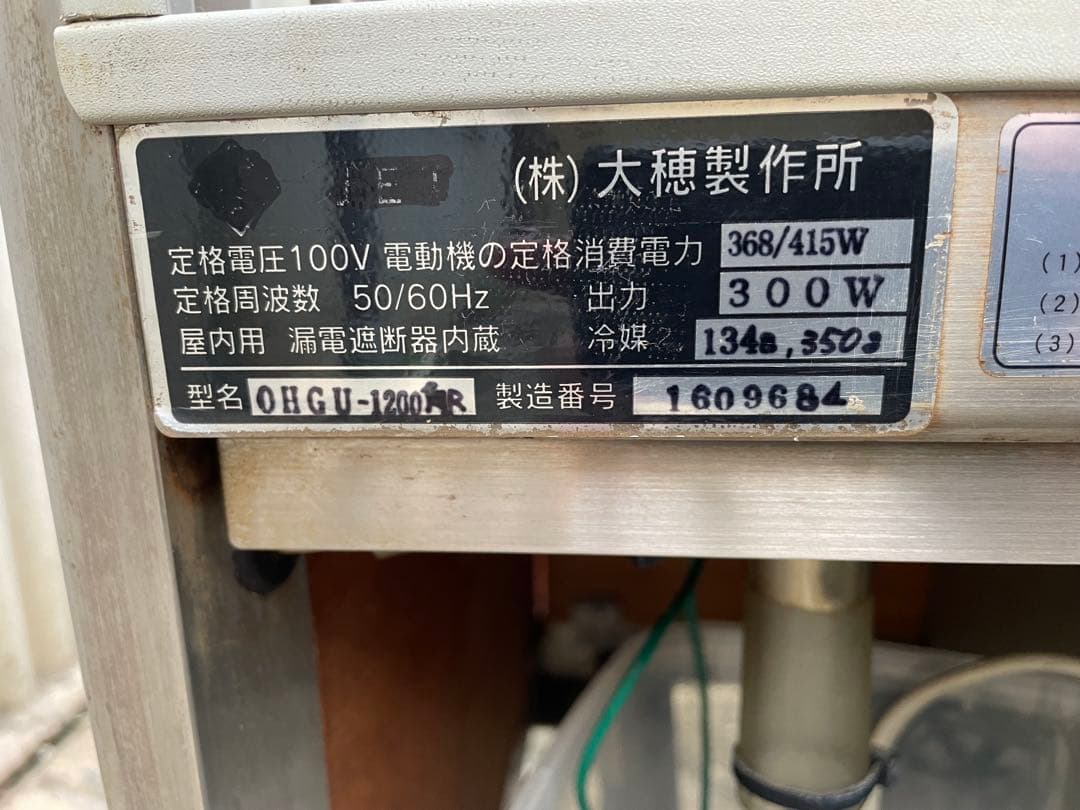 (株) 大穂製作所
定格電圧100V 電動機の定格消費電力 368/415W
定格周波数 50/60Hz 出力 300W
屋内用 漏電遮断器内蔵 冷媒 134a, 350g
型名 OHGU-1200 製造番号 1609684
(1)
(2)
(3)